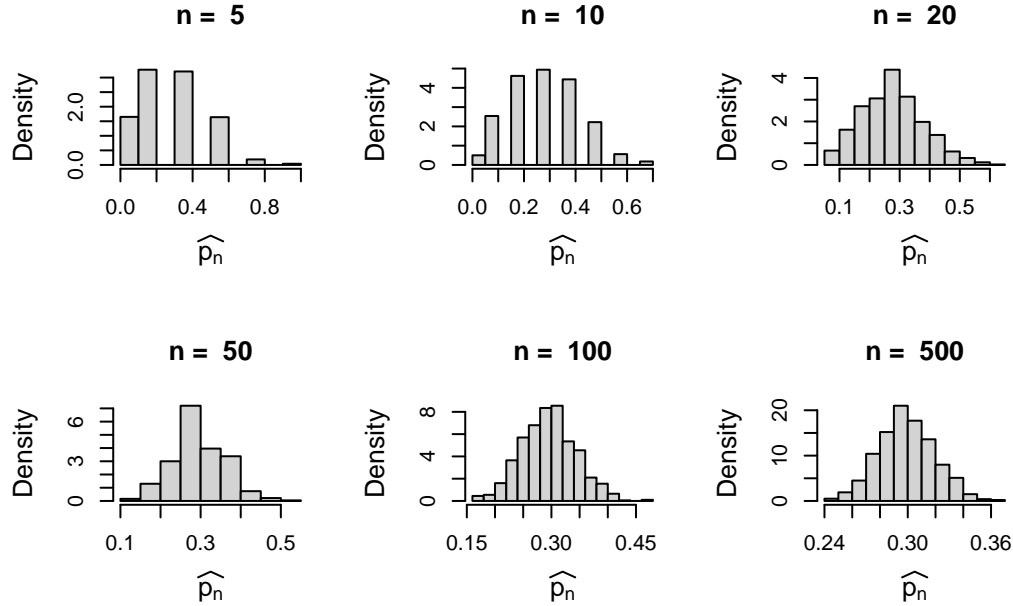 n = 5
Density
0.0 2.0
0.0 0.4 0.8
p̂n
n = 10
Density
0 2 4
0.0 0.2 0.4 0.6
p̂n
n = 20
Density
0 2 4
0.1 0.3 0.5
p̂n
n = 50
Density
0 3 6
0.1 0.3 0.5
p̂n
n = 100
Density
0 4 8
0.15 0.30 0.45
p̂n
n = 500
Density
0 10 20
0.24 0.30 0.36
p̂n